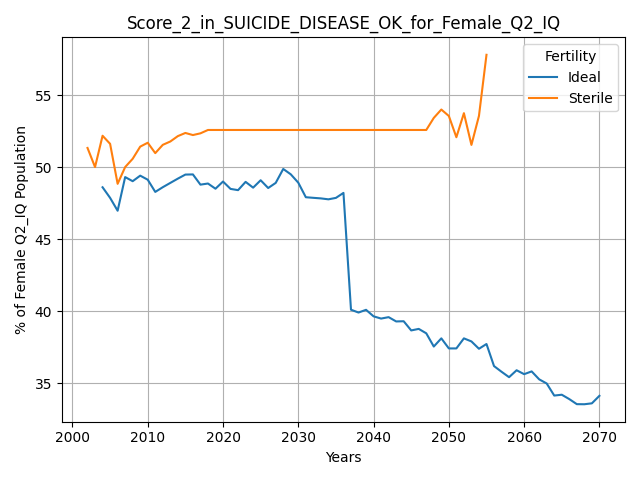 Score_2_in_SUICIDE_DISEASE_OK_for_Female_Q2_IQ
Fertility
Ideal
Sterile
% of Female Q2_IQ Population
55
50
45
40
35
2000 2010 2020 2030 2040 2050 2060 2070
Years